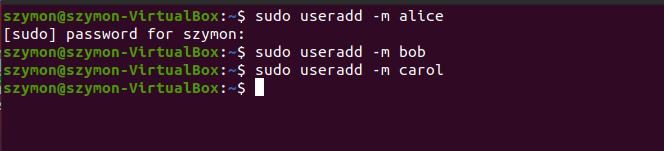 szymon@szymon-VirtualBox:~$ sudo useradd -m alice
[sudo] password for szymon:
szymon@szymon-VirtualBox:~$ sudo useradd -m bob
szymon@szymon-VirtualBox:~$ sudo useradd -m carol
szymon@szymon-VirtualBox:~$